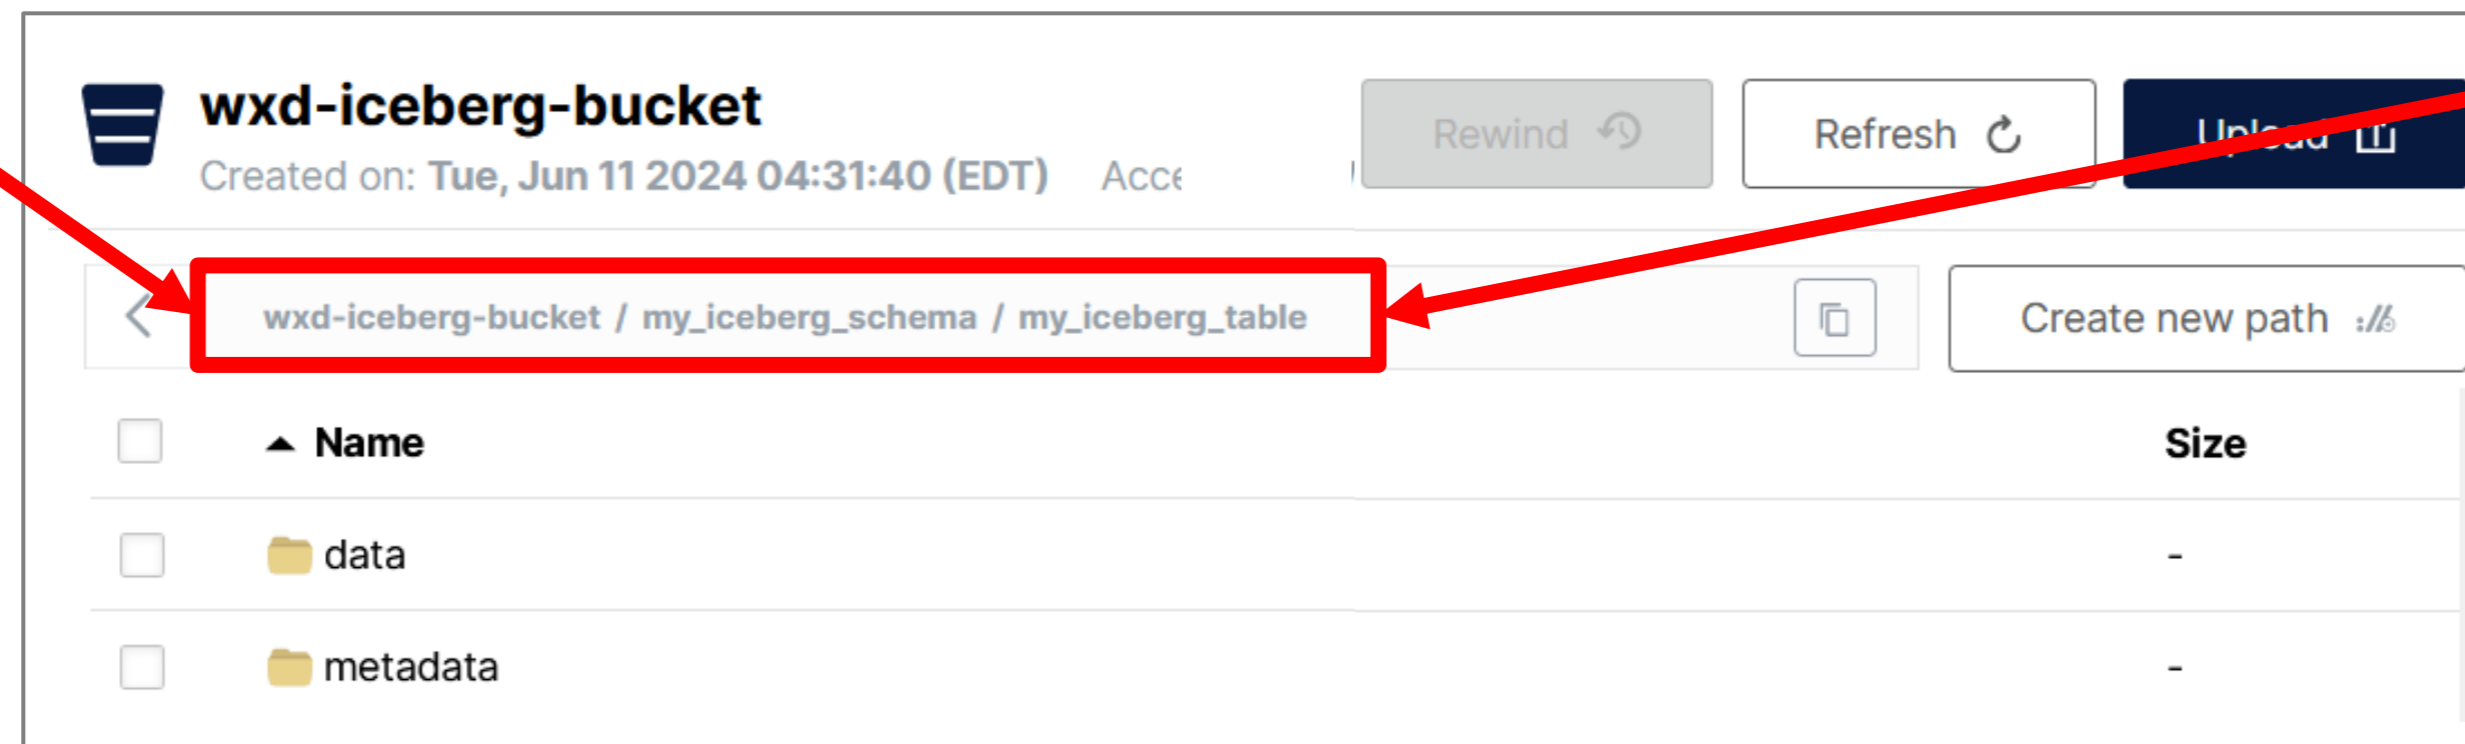 wxd-iceberg-bucket
Created on: Tue, Jun 11 2024 04:31:40 (EDT)
Rewind
Refresh
Upload
wxd-iceberg-bucket / my_iceberg_schema / my_iceberg_table
Create new path
Name
Size
data
-
metadata
-